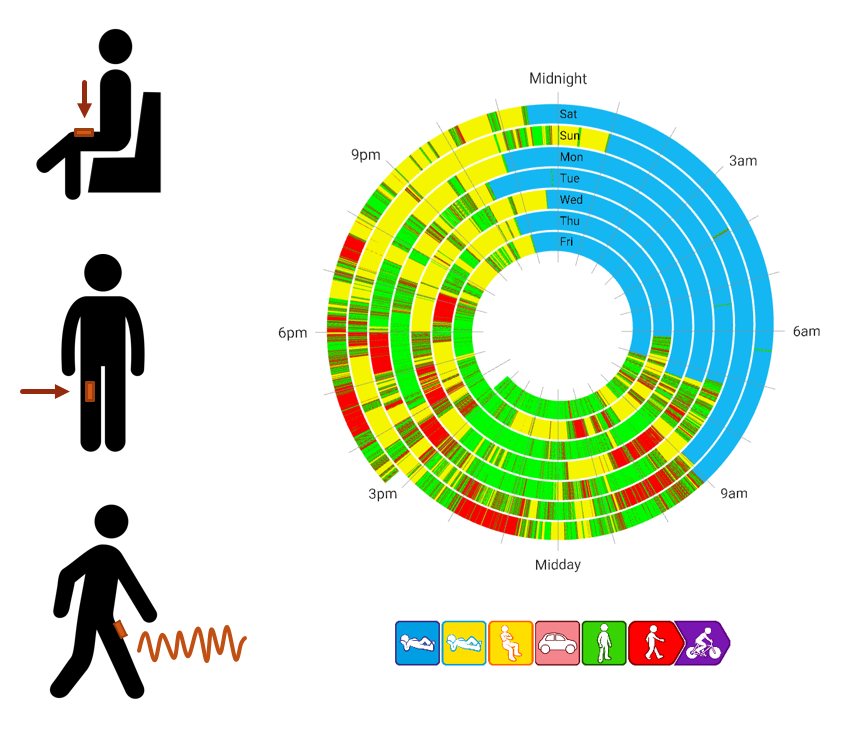 Midnight
Sat
Sun
Mon
Tue
Wed
Thu
Fri
9pm
3am
6pm
6am
3pm
9am
Midday